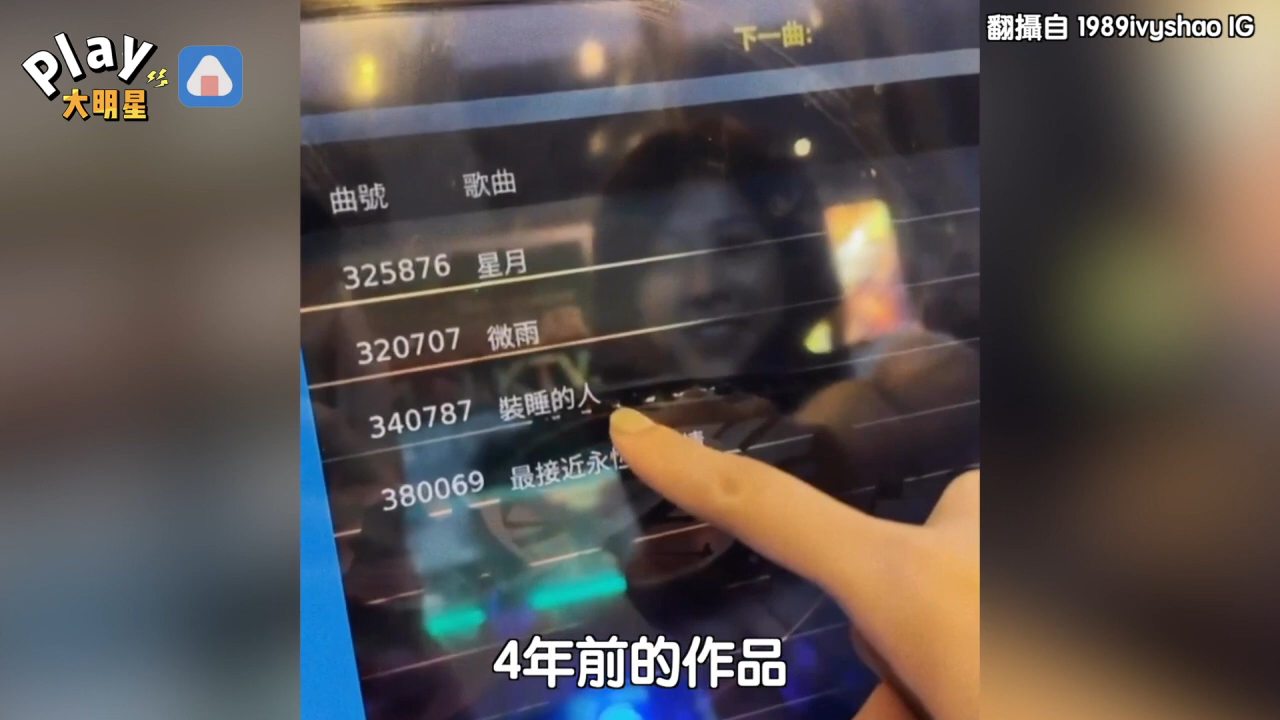 Play
大明星
翻攝自 1989ivyshao IG
下一曲:
曲號 歌曲
325876 星月
320707 微雨
KTV
340787 裝睡的人
380069 最接近永恆
4年前的作品